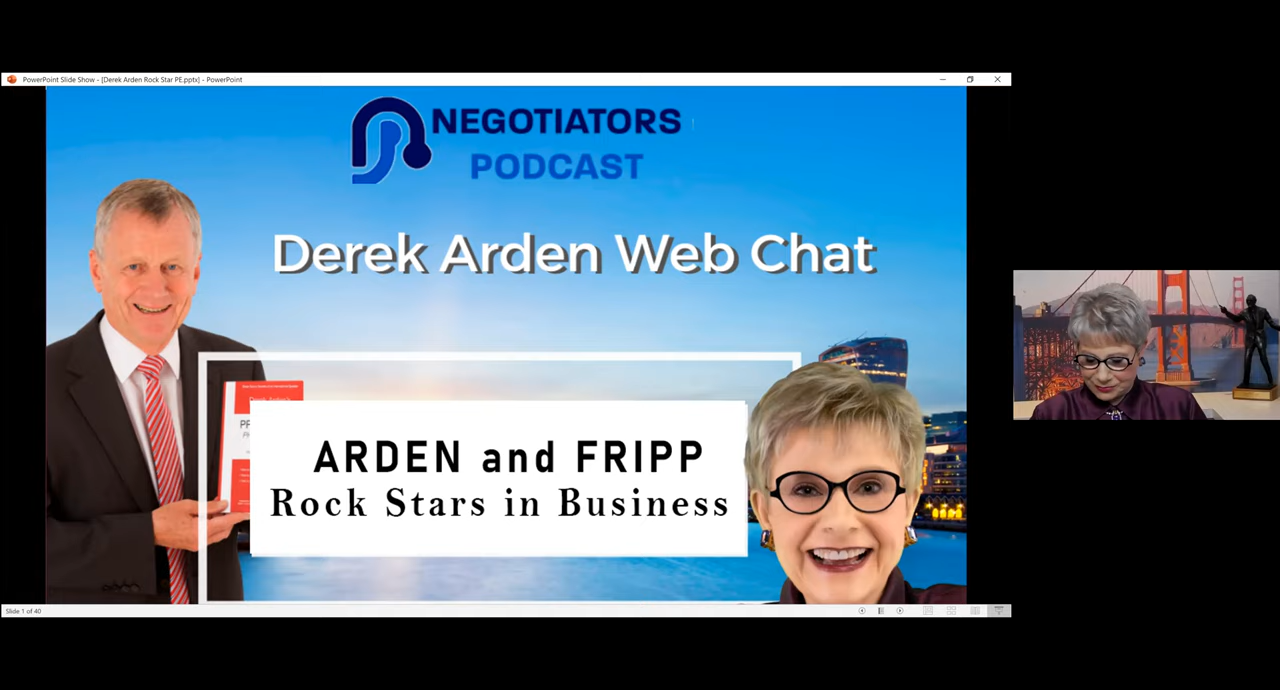 PowerPoint Slide Show - [Derek Arden Rock Star PE.pptx] - PowerPoint
NEGOTIATORS
PODCAST
Derek Arden Web Chat
ARDEN and FRIPP
Rock Stars in Business
Slide 1 of 40